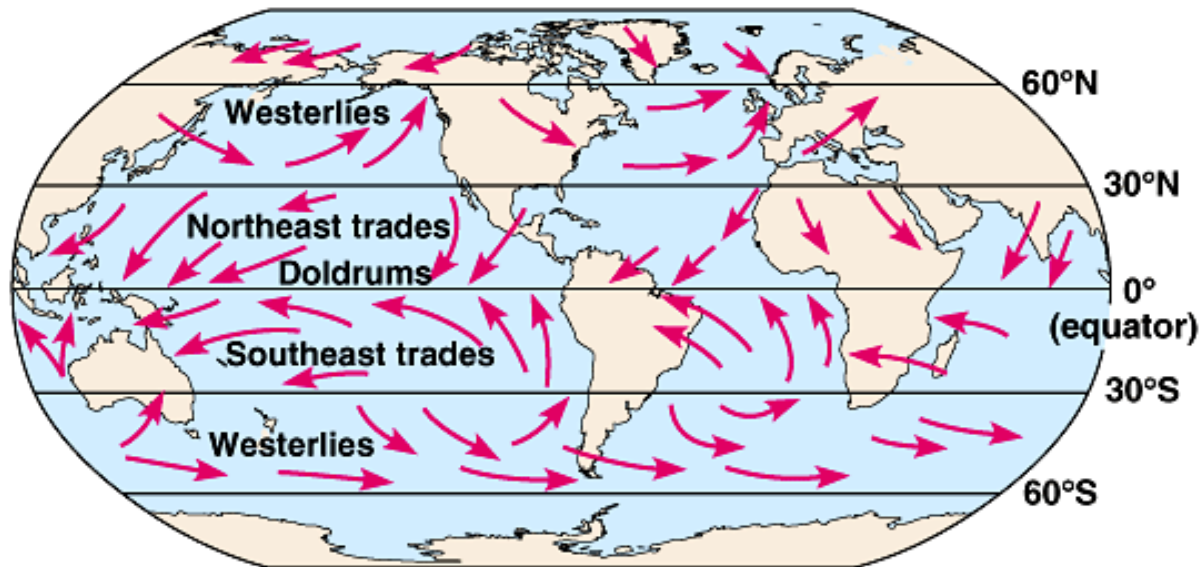 60°N
Westerlies
30°N
Northeast trades
Doldrums
0°
(equator)
Southeast trades
30°S
Westerlies
60°S